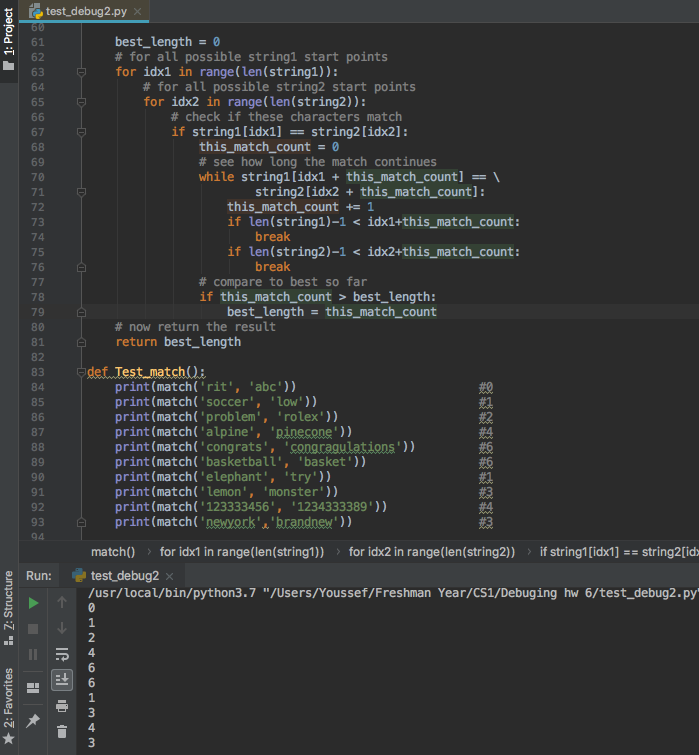 1: Project
test_debug2.py
60
61 best_length = 0
62 # for all possible string1 start points
63 for idx1 in range(len(string1)):
64 # for all possible string2 start points
65 for idx2 in range(len(string2)):
66 # check if these characters match
67 if string1[idx1] == string2[idx2]:
68 this_match_count = 0
69 # see how long the match continues
70 while string1[idx1 + this_match_count] == \
71 string2[idx2 + this_match_count]:
72 this_match_count += 1
73 if len(string1)-1 < idx1+this_match_count:
74 break
75 if len(string2)-1 < idx2+this_match_count:
76 break
77 # compare to best so far
78 if this_match_count > best_length:
79 best_length = this_match_count
80 # now return the result
81 return best_length
82
83 def Test_match():
84 print(match('rit', 'abc')) #0
85 print(match('soccer', 'low')) #1
86 print(match('problem', 'rolex')) #2
87 print(match('alpine', 'pinecone')) #4
88 print(match('congrats', 'congragulations')) #6
89 print(match('basketball', 'basket')) #6
90 print(match('elephant', 'try')) #1
91 print(match('lemon', 'monster')) #3
92 print(match('123333456', '1234333389')) #4
93 print(match('newyork','brandnew')) #3
94
match() › for idx1 in range(len(string1)) › for idx2 in range(len(string2)) › if string1[idx1] == string2[idx
Run: test_debug2
/usr/local/bin/python3.7 "/Users/Youssef/Freshman Year/CS1/Debuging hw 6/test_debug2.py"
0
1
2
4
6
6
1
3
4
3
7: Structure
2: Favorites